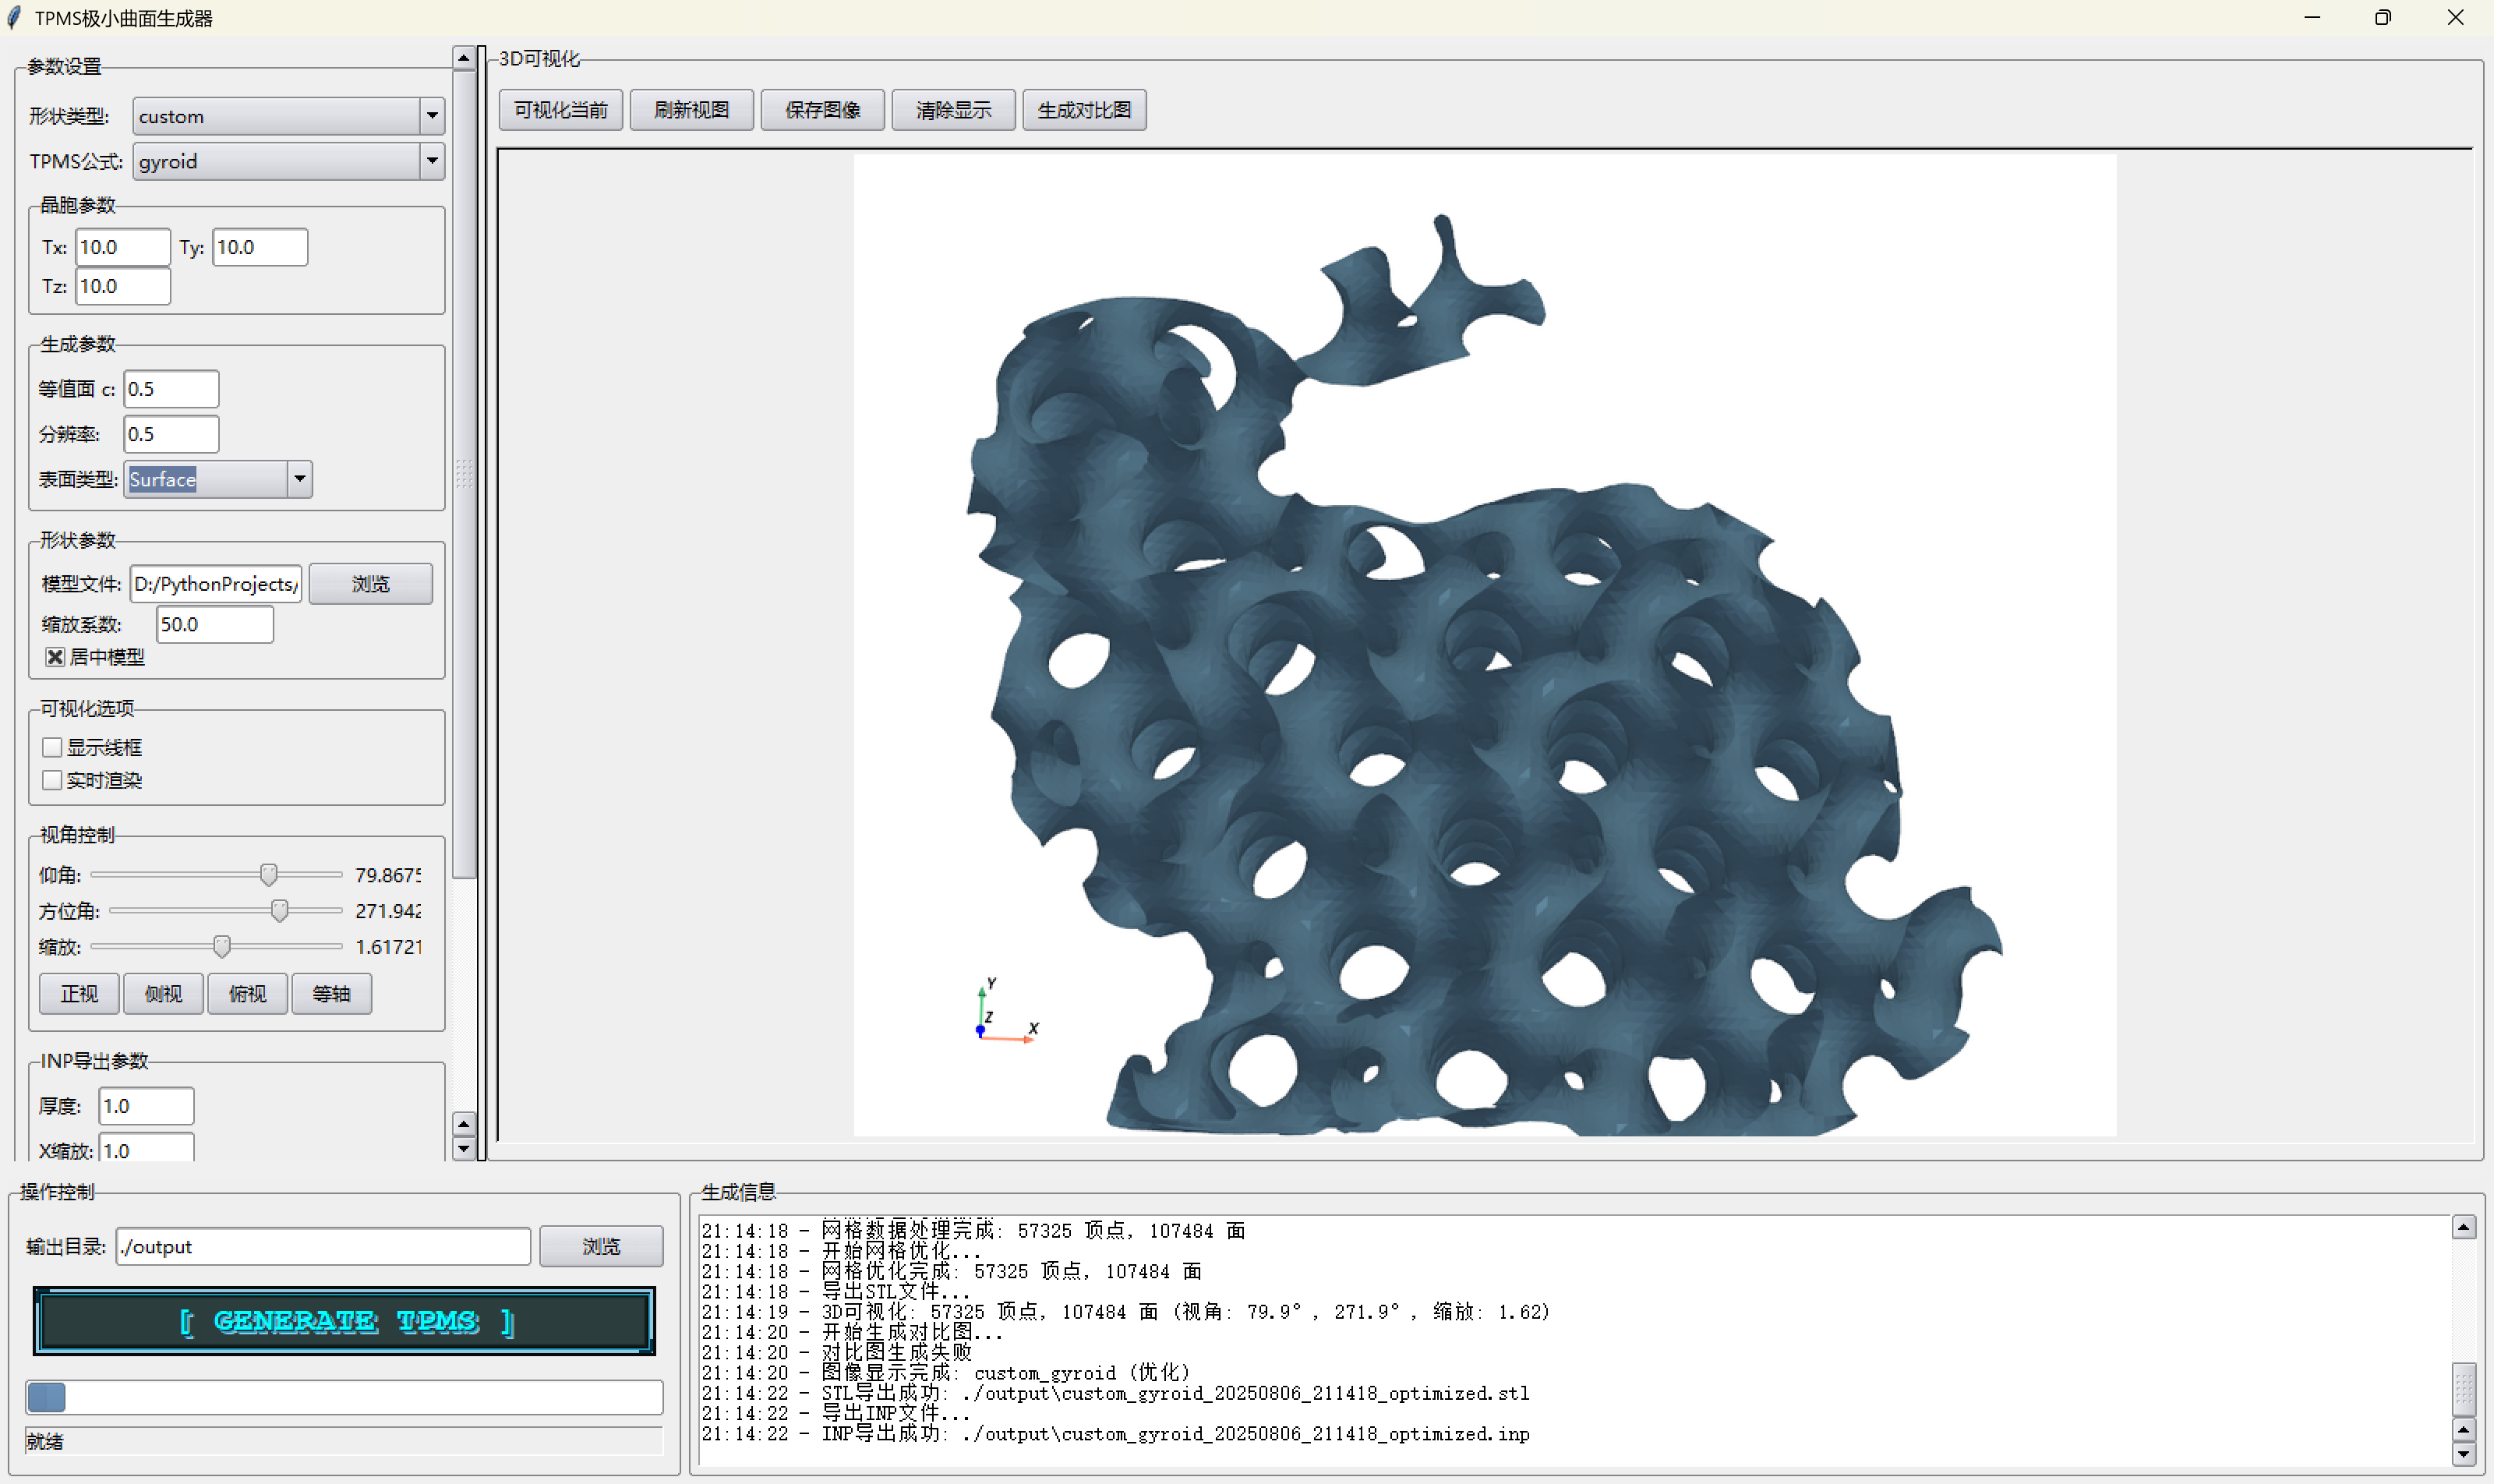 TPMS极小曲面生成器
参数设置
形状类型: custom
TPMS公式: gyroid
晶胞参数
Tx: 10.0 Ty: 10.0
Tz: 10.0
生成参数
等值面 c: 0.5
分辨率: 0.5
表面类型: Surface
形状参数
模型文件: D:/PythonProjects/ 浏览
缩放系数: 50.0
居中模型
可视化选项
显示线框
实时渲染
视角控制
仰角: 79.8675
方位角: 271.942
缩放: 1.61721
正视 侧视 俯视 等轴
INP导出参数
厚度: 1.0
X缩放: 1.0
3D可视化
可视化当前 刷新视图 保存图像 清除显示 生成对比图
Y
Z
X
操作控制
输出目录: ./output 浏览
[ GENERATE TPMS ]
就绪
生成信息
21:14:18 - 网格数据处理完成: 57325 顶点, 107484 面
21:14:18 - 开始网格优化...
21:14:18 - 网格优化完成: 57325 顶点, 107484 面
21:14:18 - 导出STL文件...
21:14:19 - 3D可视化: 57325 顶点, 107484 面 (视角: 79.9°, 271.9°, 缩放: 1.62)
21:14:20 - 开始生成对比图...
21:14:20 - 对比图生成失败
21:14:20 - 图像显示完成: custom_gyroid (优化)
21:14:22 - STL导出成功: ./output\custom_gyroid_20250806_211418_optimized.stl
21:14:22 - 导出INP文件...
21:14:22 - INP导出成功: ./output\custom_gyroid_20250806_211418_optimized.inp